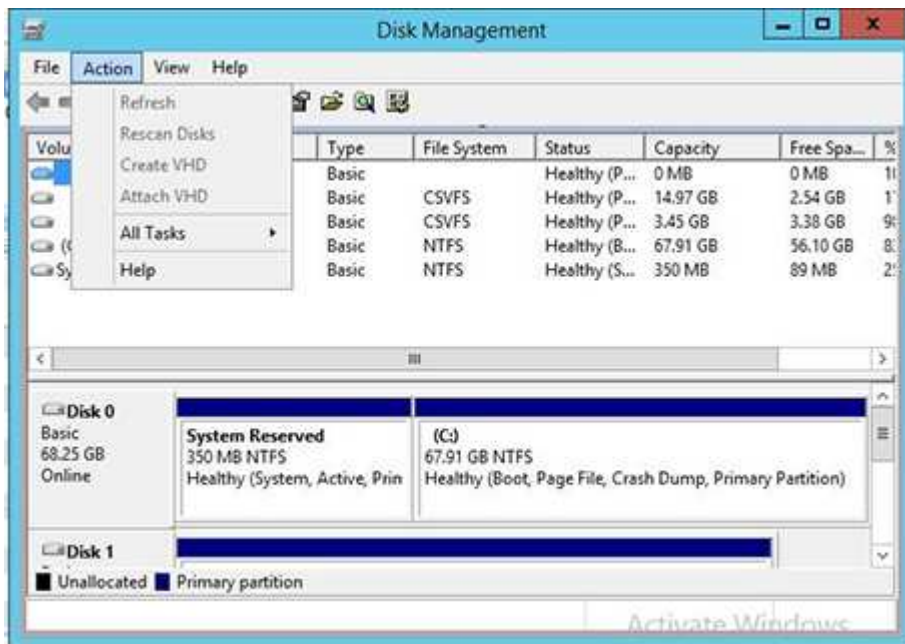 Disk Management
File Action View Help
Refresh
Rescan Disks
Create VHD
Attach VHD
All Tasks
Help
Volu Type File System Status Capacity Free Spa... %
Basic Healthy (P... 0 MB 0 MB
Basic CSVFS Healthy (P... 14.97 GB 2.54 GB
Basic CSVFS Healthy (P... 3.45 GB 3.38 GB
Basic NTFS Healthy (B... 67.91 GB 56.10 GB
Sy Basic NTFS Healthy (S... 350 MB 89 MB
Disk 0
Basic
68.25 GB
Online
System Reserved
350 MB NTFS
Healthy (System, Active, Prin
(C:)
67.91 GB NTFS
Healthy (Boot, Page File, Crash Dump, Primary Partition)
Disk 1
Unallocated Primary partition
Activate Windows